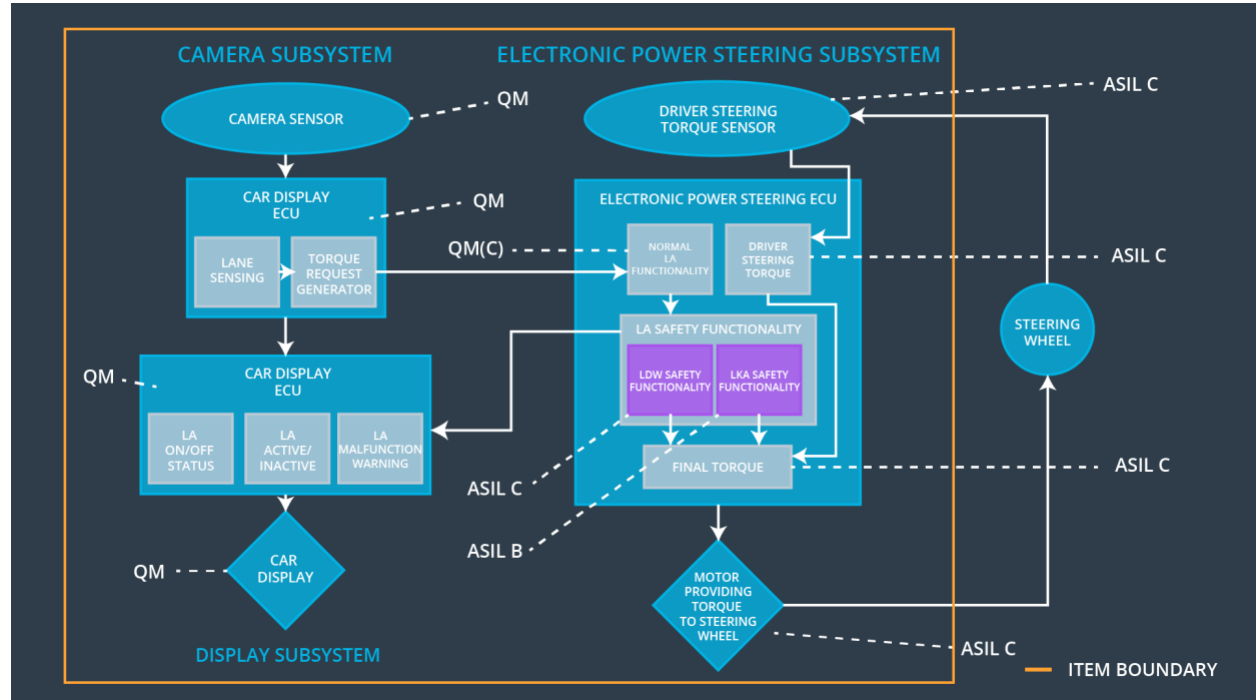 CAMERA SUBSYSTEM
ELECTRONIC POWER STEERING SUBSYSTEM
CAMERA SENSOR
QM
DRIVER STEERING
TORQUE SENSOR
ASIL C
CAR DISPLAY
ECU
QM
LANE
SENSING
TORQUE
REQUEST
GENERATOR
ELECTRONIC POWER STEERING ECU
QM(C)
NORMAL
LA
FUNCTIONALITY
DRIVER
STEERING
TORQUE
ASIL C
STEERING
WHEEL
LA SAFETY FUNCTIONALITY
LDW SAFETY
FUNCTIONALITY
LKA SAFETY
FUNCTIONALITY
CAR DISPLAY
ECU
QM
LA
ON/OFF
STATUS
LA
ACTIVE/
INACTIVE
LA
MALFUNCTION
WARNING
FINAL TORQUE
ASIL C
ASIL C
ASIL B
CAR
DISPLAY
QM
MOTOR
PROVIDING
TORQUE
TO STEERING
WHEEL
ASIL C
DISPLAY SUBSYSTEM
ITEM BOUNDARY